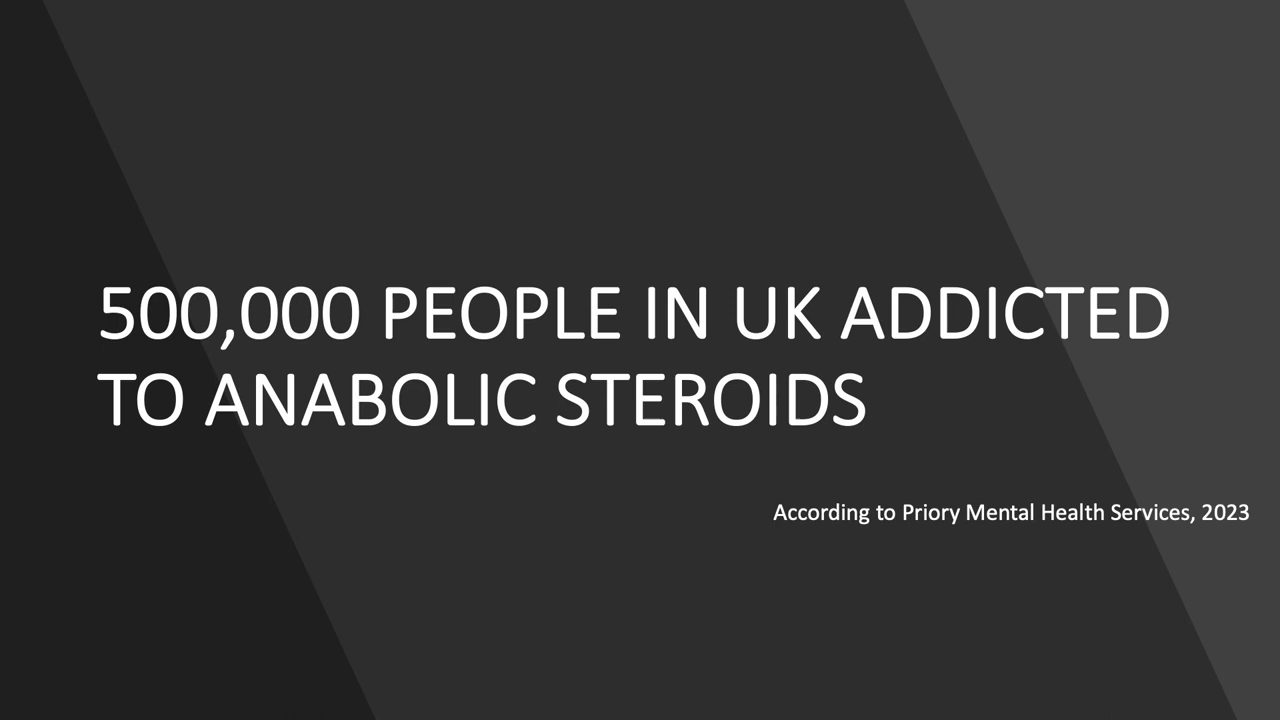 500,000 PEOPLE IN UK ADDICTED
TO ANABOLIC STEROIDS
According to Priory Mental Health Services, 2023